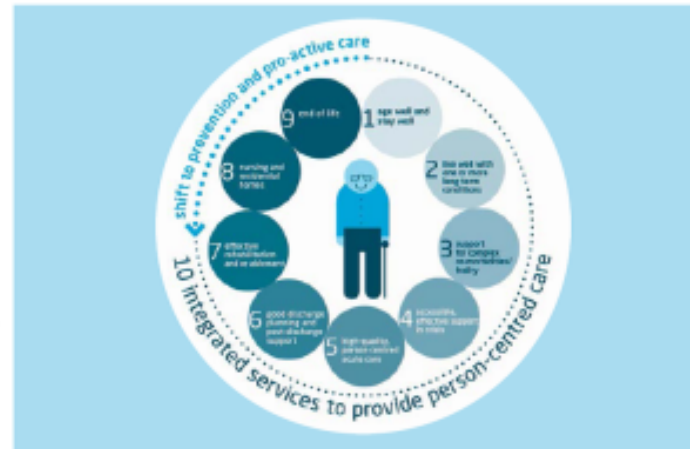 shift to prevention and pro-active care
1 age well and
stay well
2 live well with
one or more
long-term
conditions
3 support
for complex
comorbidities/
frailty
4 accessible,
effective support
in crisis
5 high-quality,
person-centred
acute care
6 good discharge
planning and
post-discharge
support
7 effective
rehabilitation
and
8 nursing and
residential
homes
9 end of life
10 integrated services to provide person-centred care